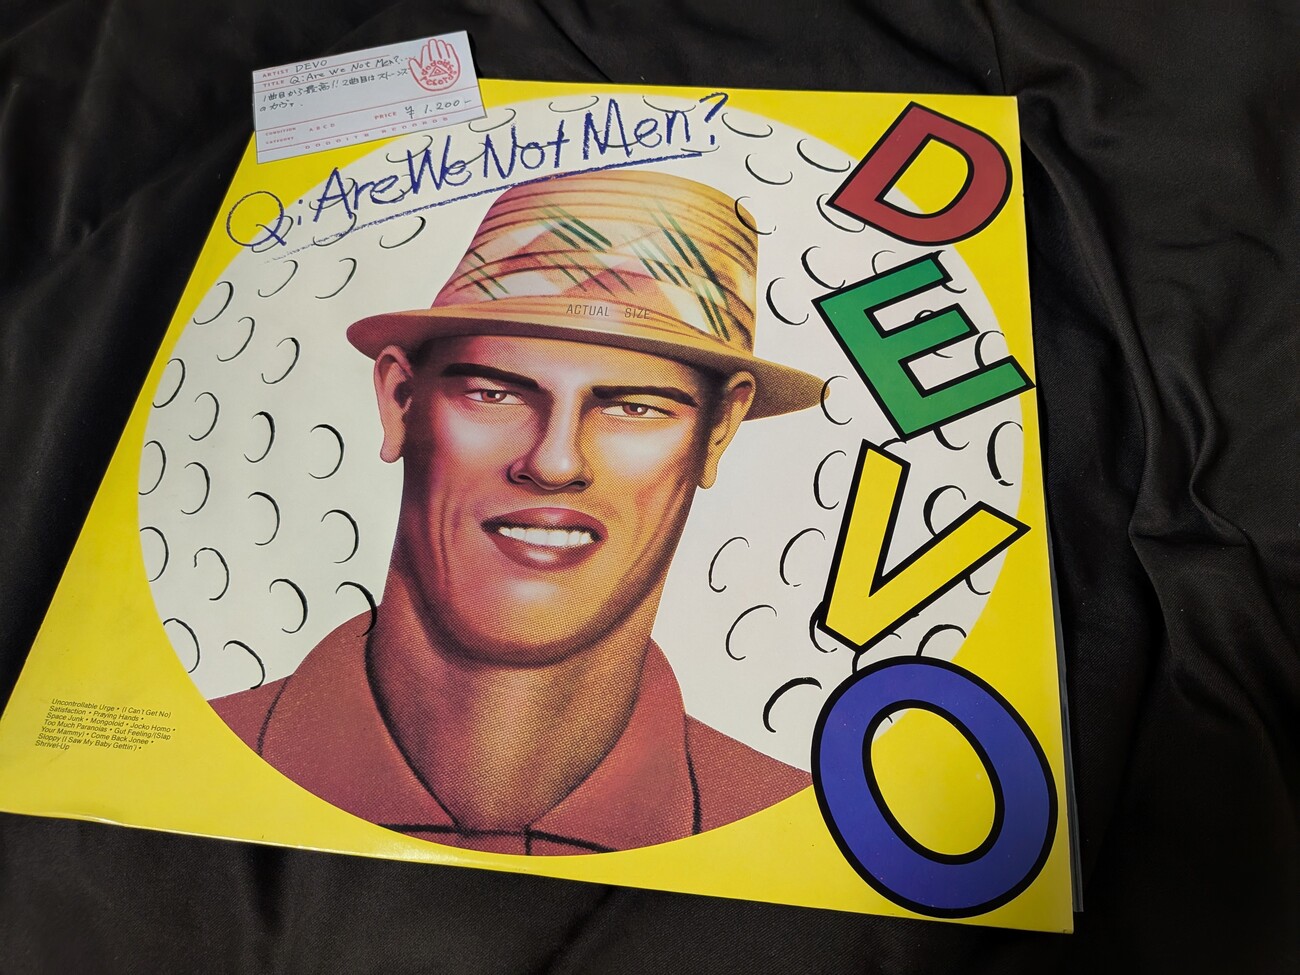 ARTIST DEVO
TITLE Q: Are We Not Men?...
1曲目から最高!! 2曲目はストーンズ
のカヴァ.
CONDITION A B C D PRICE ¥ 1,200-
CATEGORY
RECORDS
Q: Are We Not Men?
DEVO
ACTUAL SIZE
Uncontrollable Urge • (I Can't Get No)
Satisfaction • Praying Hands •
Space Junk • Mongoloid • Jocko Homo •
Too Much Paranoias • Gut Feeling/(Slap
Your Mammy) • Come Back Jonee •
Sloppy (I Saw My Baby Gettin') •
Shrivel-Up